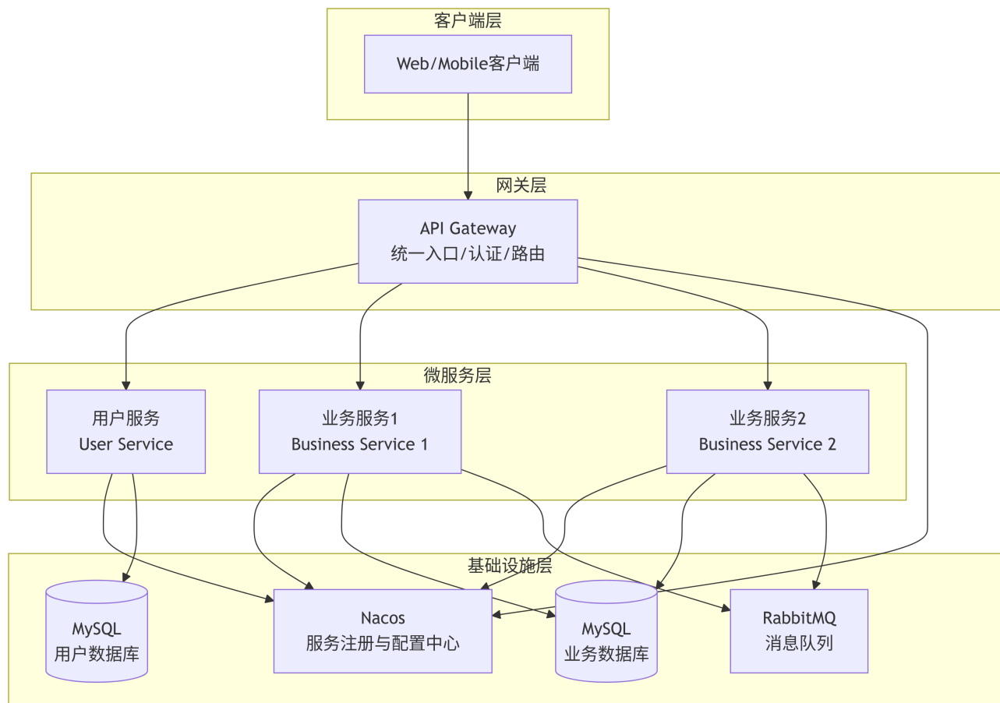 客户端层
Web/Mobile客户端
网关层
API Gateway
统一入口/认证/路由
微服务层
用户服务
User Service
业务服务1
Business Service 1
业务服务2
Business Service 2
基础设施层
MySQL
用户数据库
Nacos
服务注册与配置中心
MySQL
业务数据库
RabbitMQ
消息队列